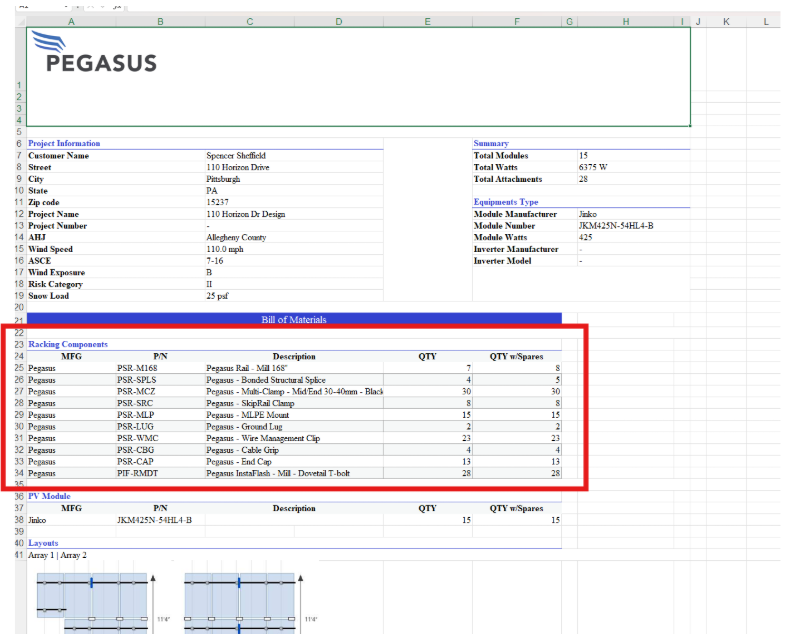 A B C D E F G H I J K L
PEGASUS
1
2
3
4
5
6 Project Information Summary
7 Customer Name Spencer Sheffield Total Modules 15
8 Street 110 Horizon Drive Total Watts 6375 W
9 City Pittsburgh Total Attachments 28
10 State PA
11 Zip code 15237 Equipments Type
12 Project Name 110 Horizon Dr Design Module Manufacturer Jinko
13 Project Number - Module Number JKM425N-54HL4-B
14 AHJ Allegheny County Module Watts 425
15 Wind Speed 110.0 mph Inverter Manufacturer -
16 ASCE 7-16 Inverter Model -
17 Wind Exposure B
18 Risk Category II
19 Snow Load 25 psf
20
21 Bill of Materials
22
23 Racking Components
24 MFG P/N Description QTY QTY w/Spares
25 Pegasus PSR-M168 Pegasus Rail - Mill 168" 7 8
26 Pegasus PSR-SPLS Pegasus - Bonded Structural Splice 4 5
27 Pegasus PSR-MCZ Pegasus - Multi-Clamp - Mid/End 30-40mm - Black 30 30
28 Pegasus PSR-SRC Pegasus - SkipRail Clamp 8 8
29 Pegasus PSR-MLP Pegasus - MLPE Mount 15 15
30 Pegasus PSR-LUG Pegasus - Ground Lug 2 2
31 Pegasus PSR-WMC Pegasus - Wire Management Clip 23 23
32 Pegasus PSR-CBG Pegasus - Cable Grip 4 4
33 Pegasus PSR-CAP Pegasus - End Cap 13 13
34 Pegasus PIF-RMDT Pegasus InstaFlash - Mill - Dovetail T-bolt 28 28
35
36 PV Module
37 MFG P/N Description QTY QTY w/Spares
38 Jinko JKM425N-54HL4-B 15 15
39
40 Layouts
41 Array 1 | Array 2
11'4" 11'4"